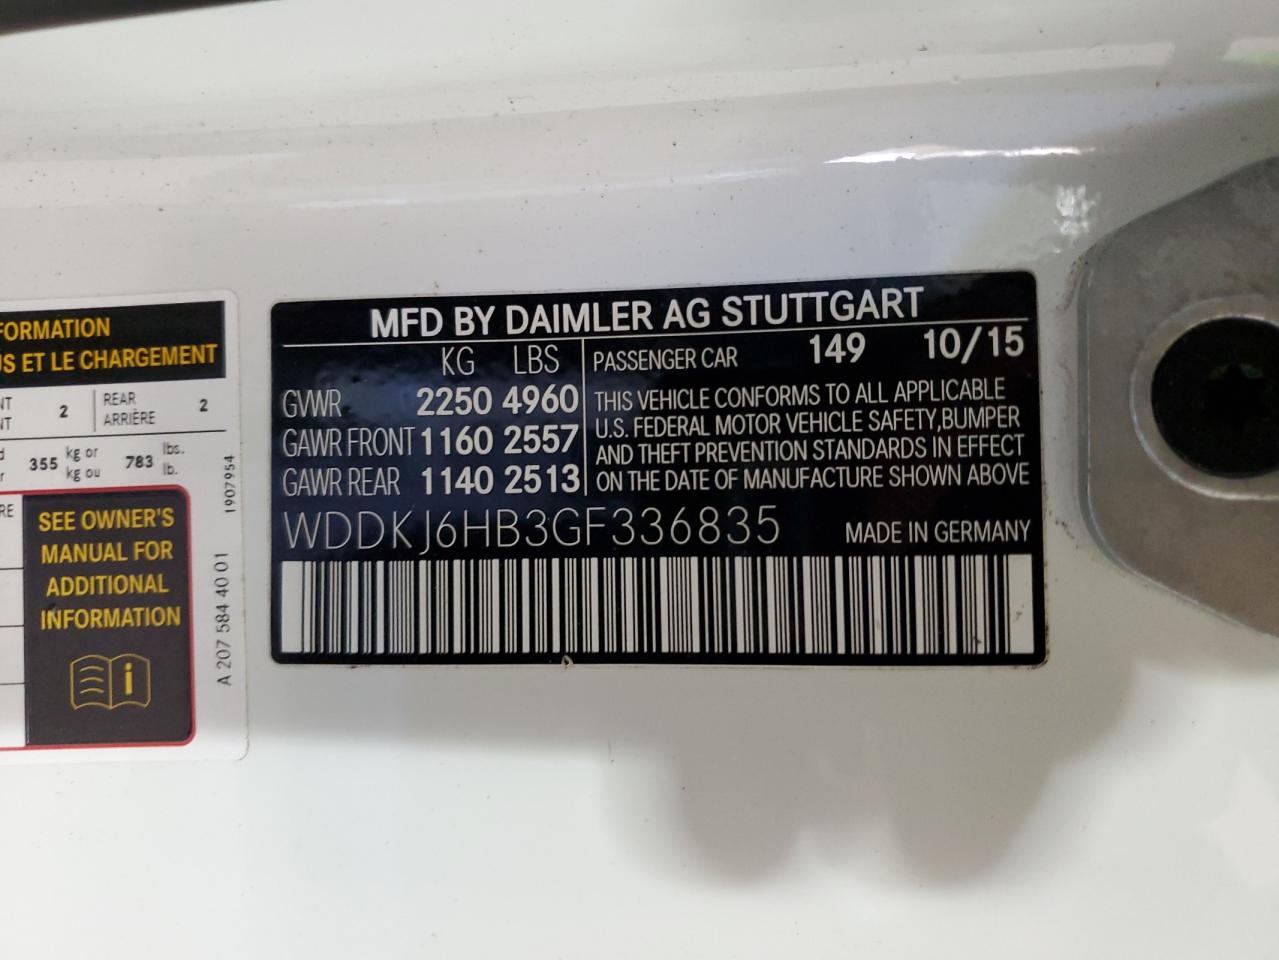 FORMATION
US ET LE CHARGEMENT
NT 2 REAR 2
NT ARRIÈRE
355 kg or 783 lbs.
kg ou lb.
RE
SEE OWNER'S
MANUAL FOR
ADDITIONAL
INFORMATION
i
A 207 584 40 01 1907954
MFD BY DAIMLER AG STUTTGART
KG LBS
GVWR 2250 4960
GAWR FRONT 1160 2557
GAWR REAR 1140 2513
PASSENGER CAR 149 10/15
THIS VEHICLE CONFORMS TO ALL APPLICABLE
U.S. FEDERAL MOTOR VEHICLE SAFETY,BUMPER
AND THEFT PREVENTION STANDARDS IN EFFECT
ON THE DATE OF MANUFACTURE SHOWN ABOVE
WDDKJ6HB3GF336835 MADE IN GERMANY